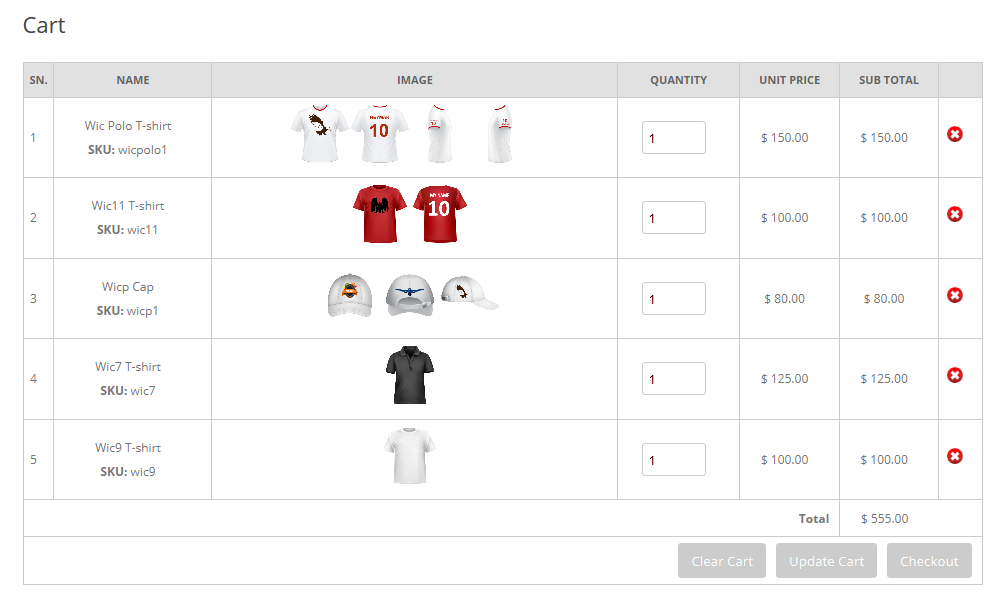 Cart
SN. NAME IMAGE QUANTITY UNIT PRICE SUB TOTAL
1 Wic Polo T-shirt
SKU: wicpolo1
10
1 $ 150.00 $ 150.00
2 Wic11 T-shirt
SKU: wic11
MY NAME
10
1 $ 100.00 $ 100.00
3 Wicp Cap
SKU: wicp1
1 $ 80.00 $ 80.00
4 Wic7 T-shirt
SKU: wic7
1 $ 125.00 $ 125.00
5 Wic9 T-shirt
SKU: wic9
1 $ 100.00 $ 100.00
Total $ 555.00
Clear Cart Update Cart Checkout